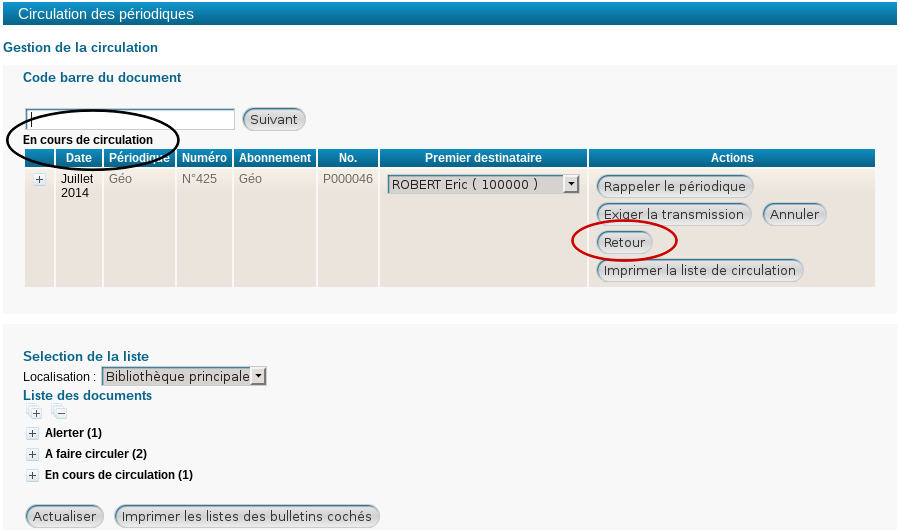 Circulation des périodiques
Gestion de la circulation
Code barre du document
Suivant
En cours de circulation
Date Périodique Numéro Abonnement No. Premier destinataire Actions
Juillet 2014 Géo N°425 Géo P000046 ROBERT Eric ( 100000 ) Rappeler le périodique
Exiger la transmission Annuler
Retour
Imprimer la liste de circulation
Selection de la liste
Localisation : Bibliothèque principale
Liste des documents
Alerter (1)
A faire circuler (2)
En cours de circulation (1)
Actualiser Imprimer les listes des bulletins cochés